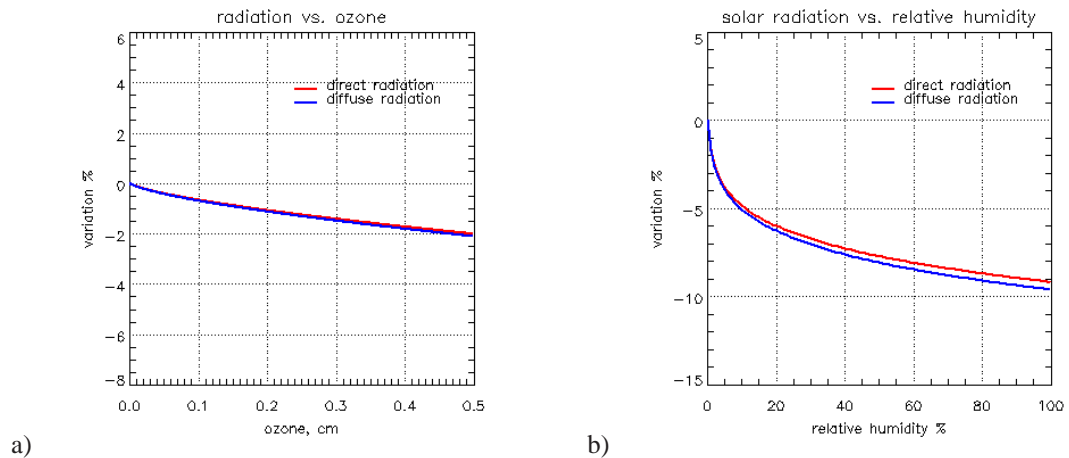 radiation vs. ozone
6
4
2
0
−2
−4
−6
−8
variation %
direct radiation
diffuse radiation
0.0 0.1 0.2 0.3 0.4 0.5
ozone, cm
a)
solar radiation vs. relative humidity
5
0
−5
−10
−15
variation %
direct radiation
diffuse radiation
0 20 40 60 80 100
relative humidity %
b)